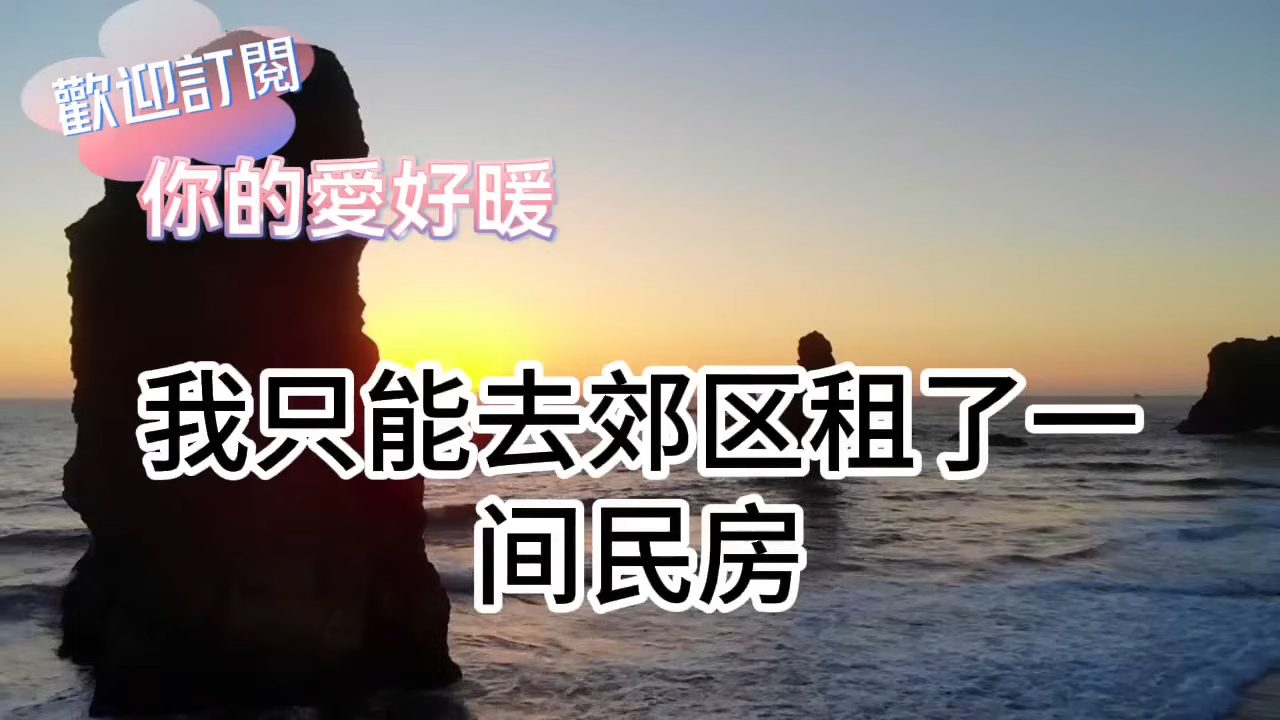 歡迎訂閱
你的愛好暖
我只能去郊区租了一
间民房